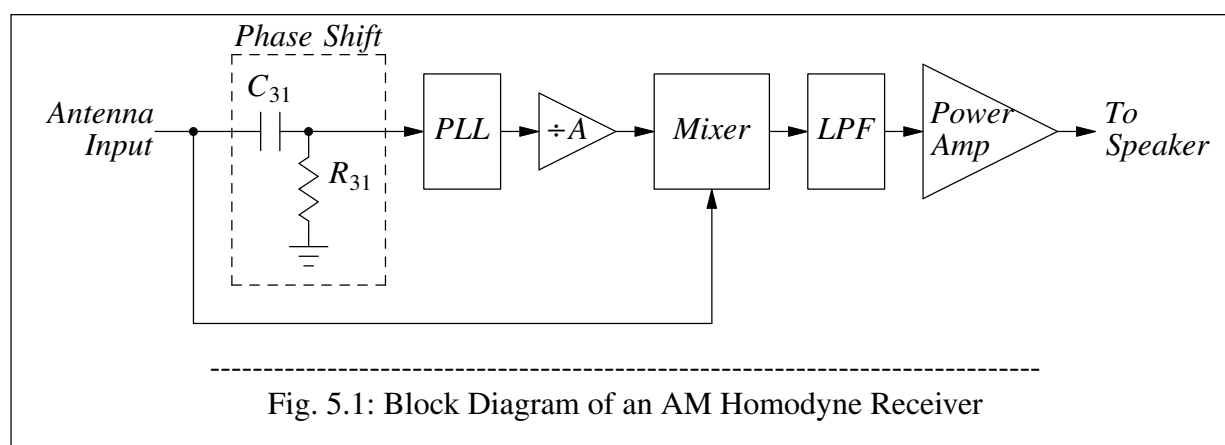 Phase Shift
C31
Antenna
Input
R31
PLL
÷A
Mixer
LPF
Power
Amp
To
Speaker
Fig. 5.1: Block Diagram of an AM Homodyne Receiver